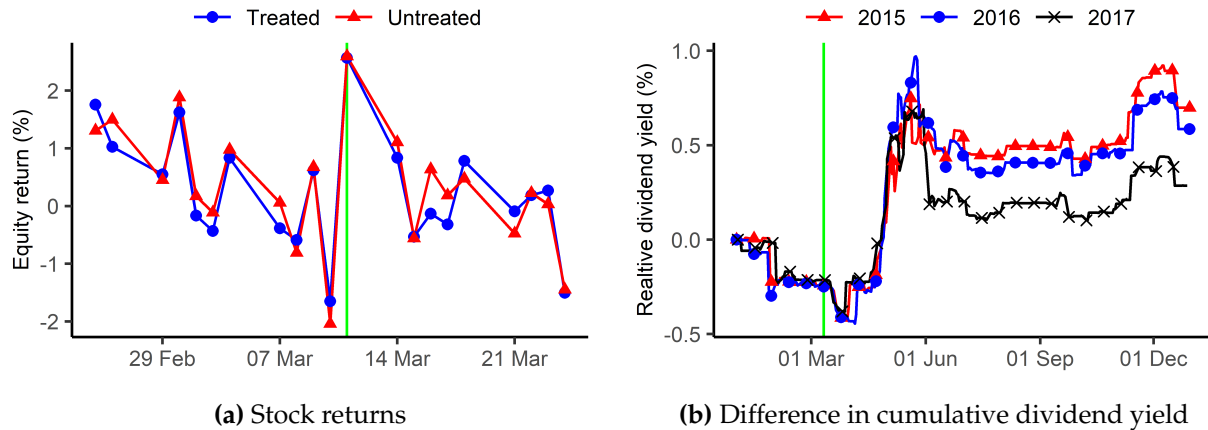 Treated Untreated
Equity return (%)
2
1
0
-1
-2
29 Feb 07 Mar 14 Mar 21 Mar
(a) Stock returns
2015 2016 2017
Realtive dividend yield (%)
1.0
0.5
0.0
-0.5
01 Mar 01 Jun 01 Sep 01 Dec
(b) Difference in cumulative dividend yield